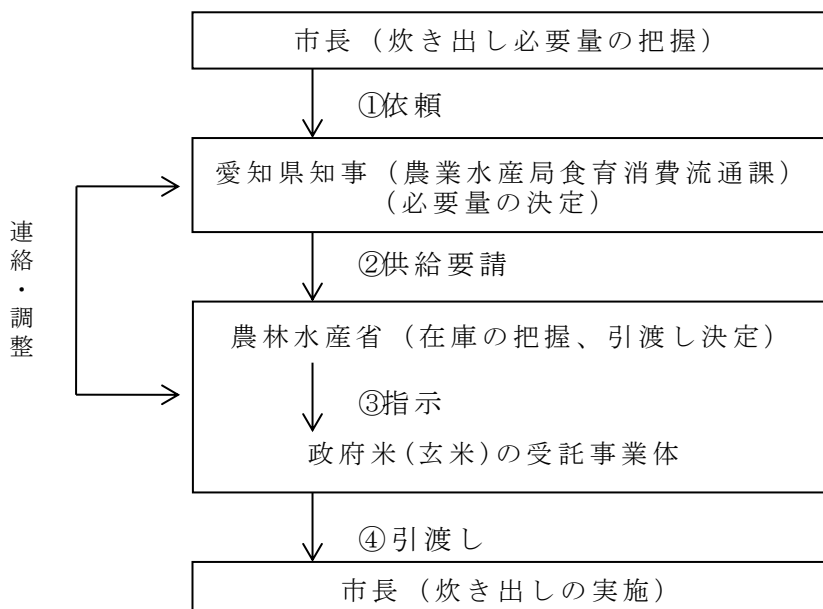 市長（炊き出し必要量の把握）
①依頼
愛知県知事（農業水産局食育消費流通課）
（必要量の決定）
連絡・調整
②供給要請
農林水産省（在庫の把握、引渡し決定）
③指示
政府米(玄米)の受託事業体
④引渡し
市長（炊き出しの実施）